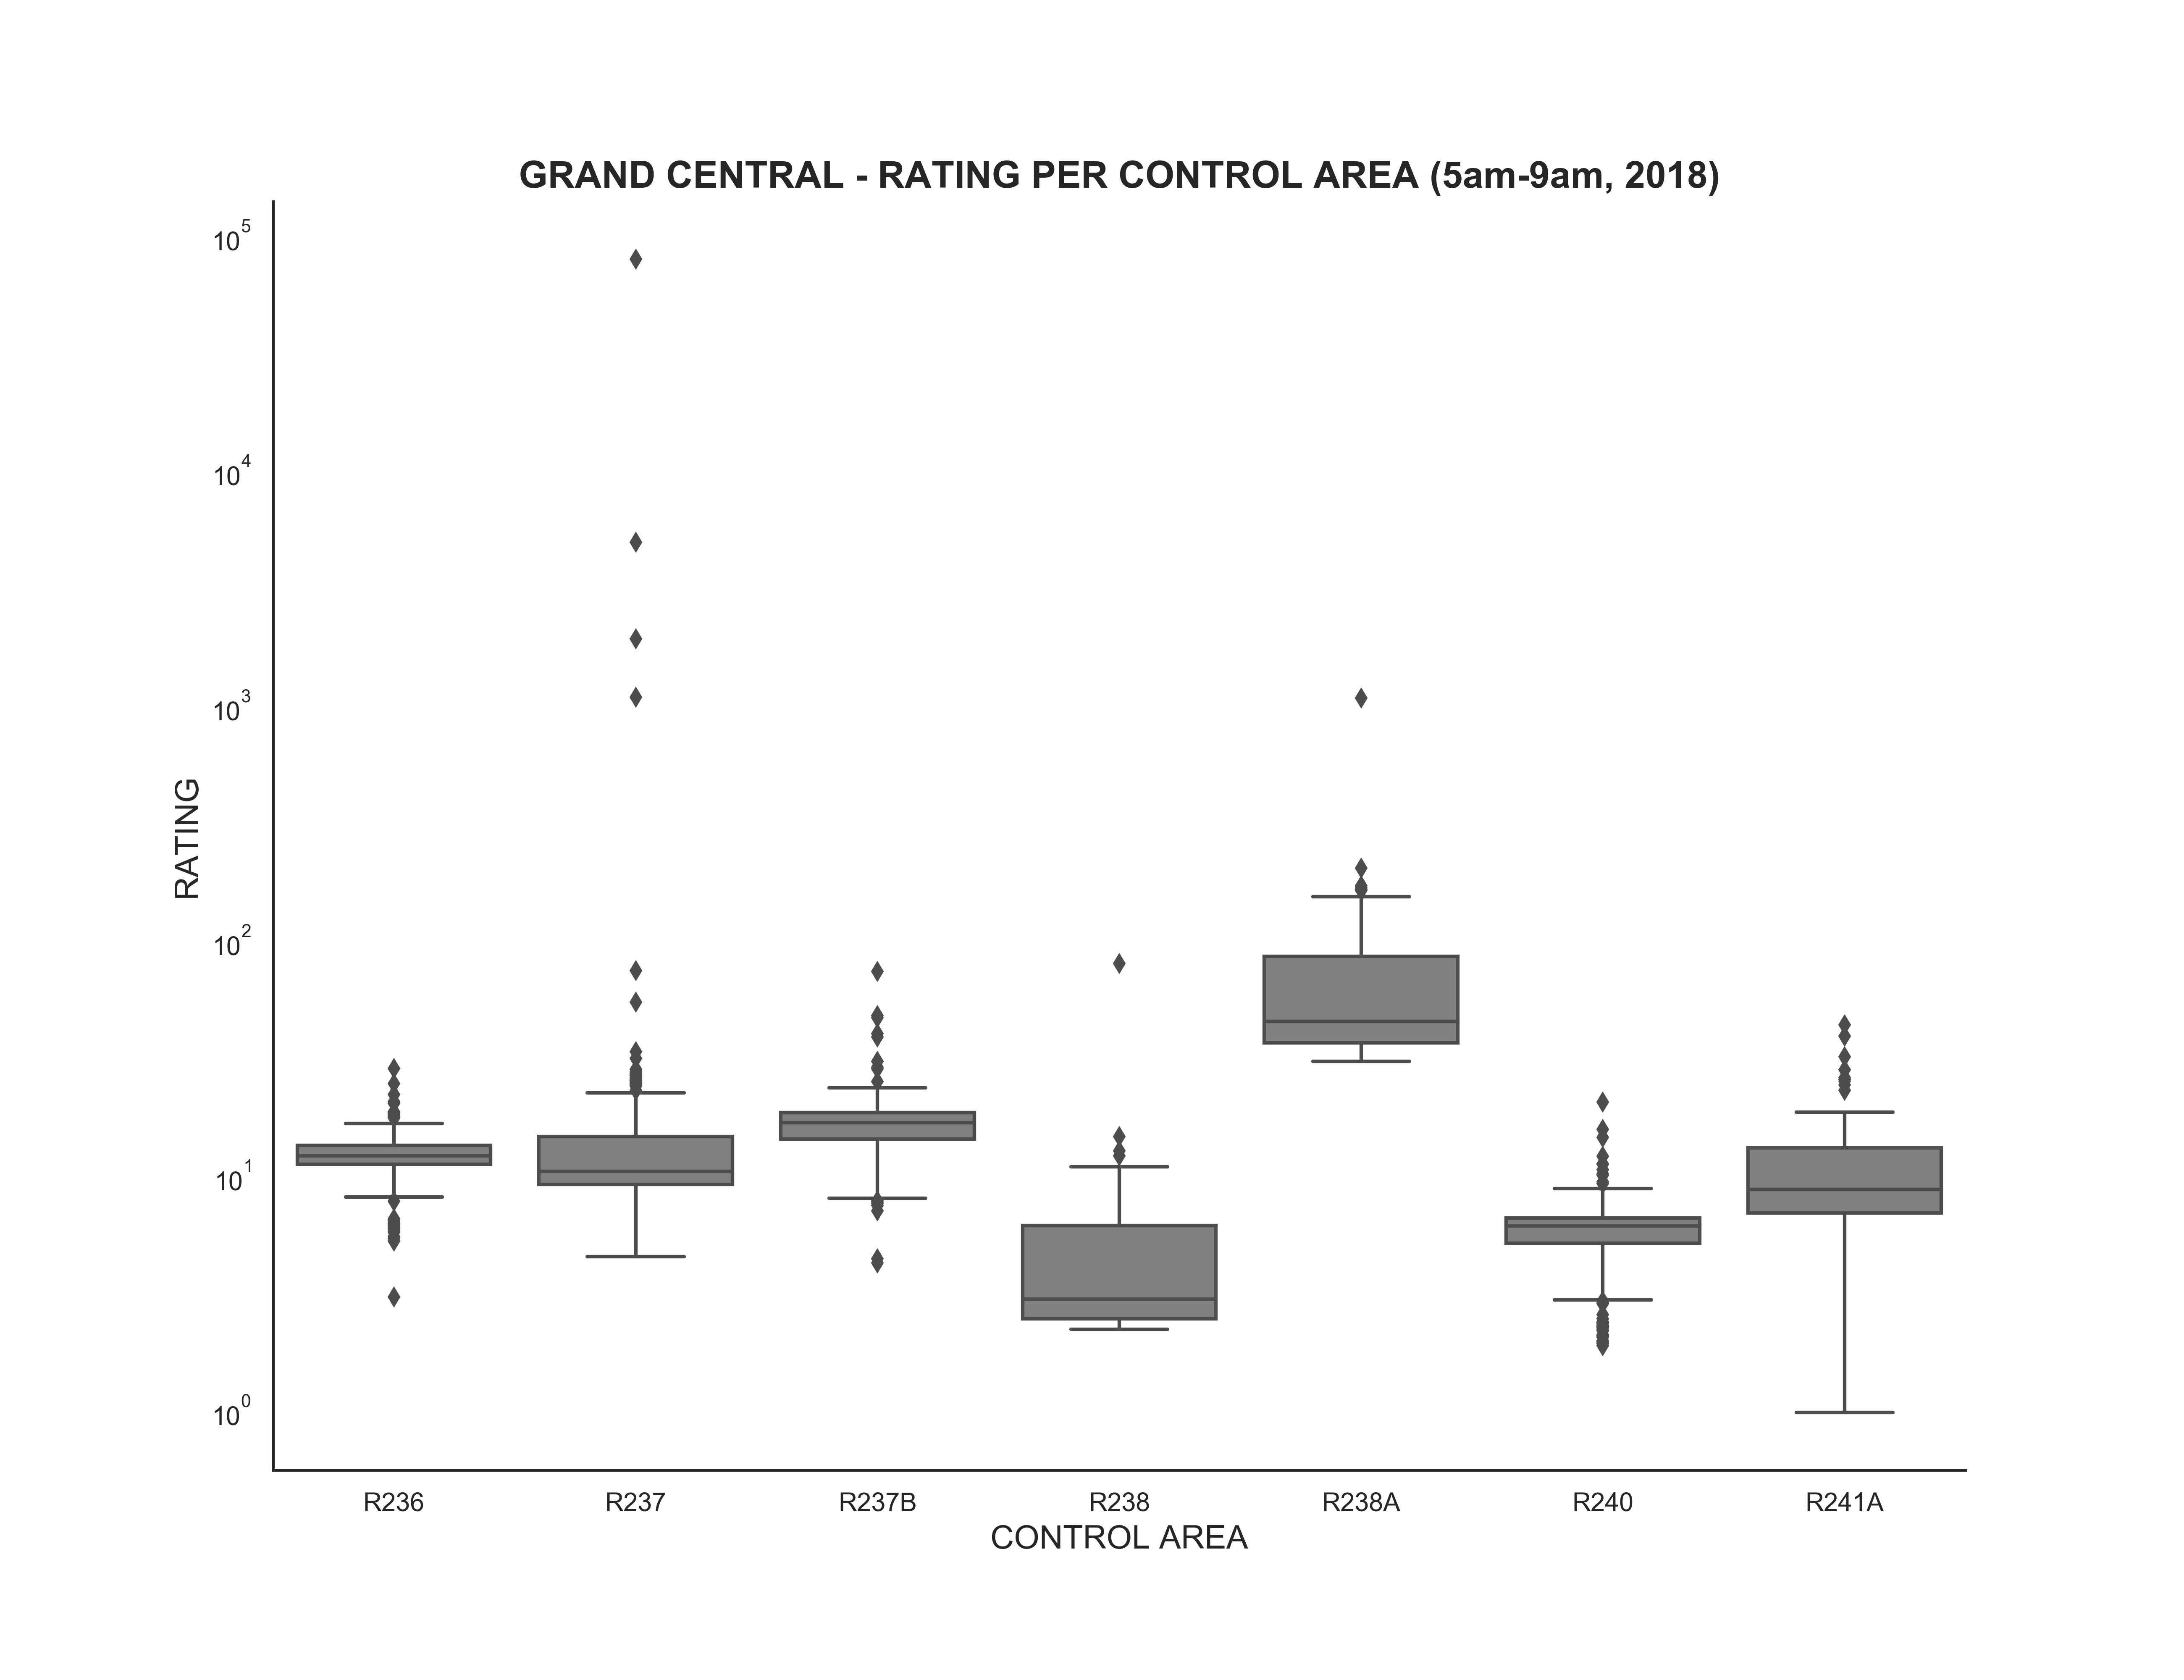 GRAND CENTRAL - RATING PER CONTROL AREA (5am-9am, 2018)
10^5
10^4
10^3
10^2
10^1
10^0
RATING
R236 R237 R237B R238 R238A R240 R241A
CONTROL AREA